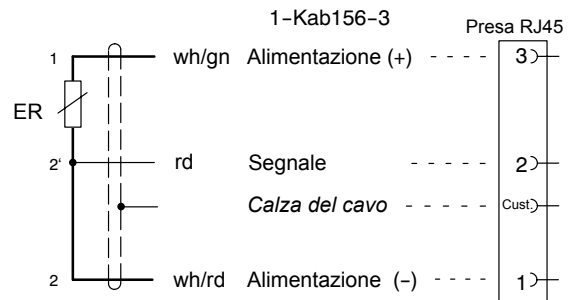 1-Kab156-3
Presa RJ45
1 wh/gn Alimentazione (+) 3
ER
2' rd Segnale 2
Calza del cavo Cust.
2 wh/rd Alimentazione (-) 1